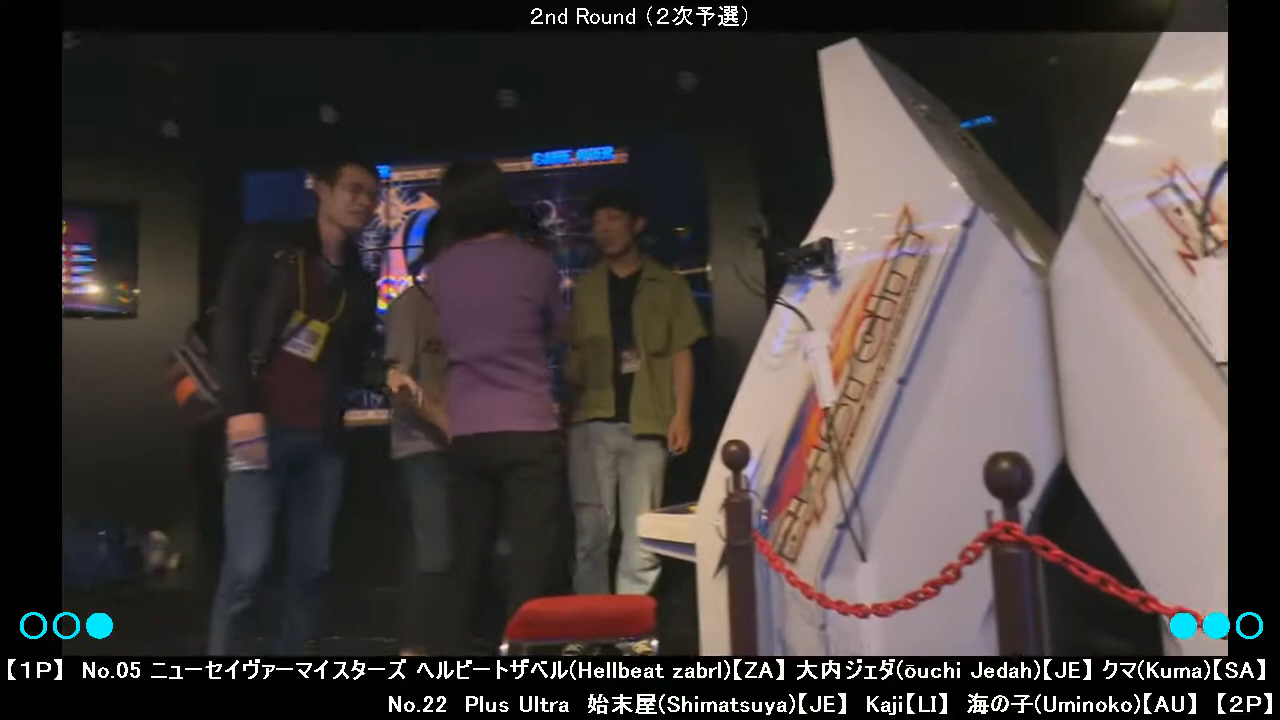 2nd Round (２次予選)
GAME OVER
【１Ｐ】 No.05 ニューセイヴァーマイスターズ ヘルビートザベル(Hellbeat zabrl)【ZA】 大内ジェダ(ōuchi Jedah)【JE】 クマ(Kuma)【SA】
No.22 Plus Ultra 始末屋(Shimatsuya)【JE】 Kaji【LI】 海の子(Uminoko)【AU】 【２Ｐ】